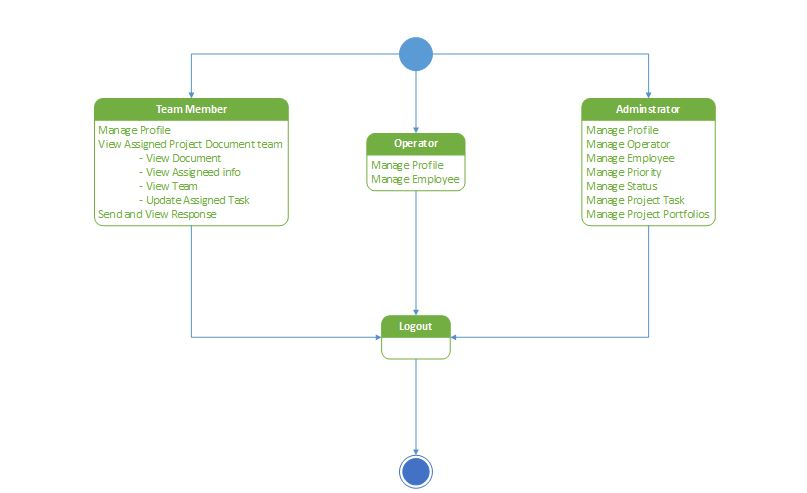 Team Member
Manage Profile
View Assigned Project Document team
- View Document
- View Assigneed info
- View Team
- Update Assigned Task
Send and View Response
Operator
Manage Profile
Manage Employee
Adminstrator
Manage Profile
Manage Operator
Manage Employee
Manage Priority
Manage Status
Manage Project Task
Manage Project Portfolios
Logout